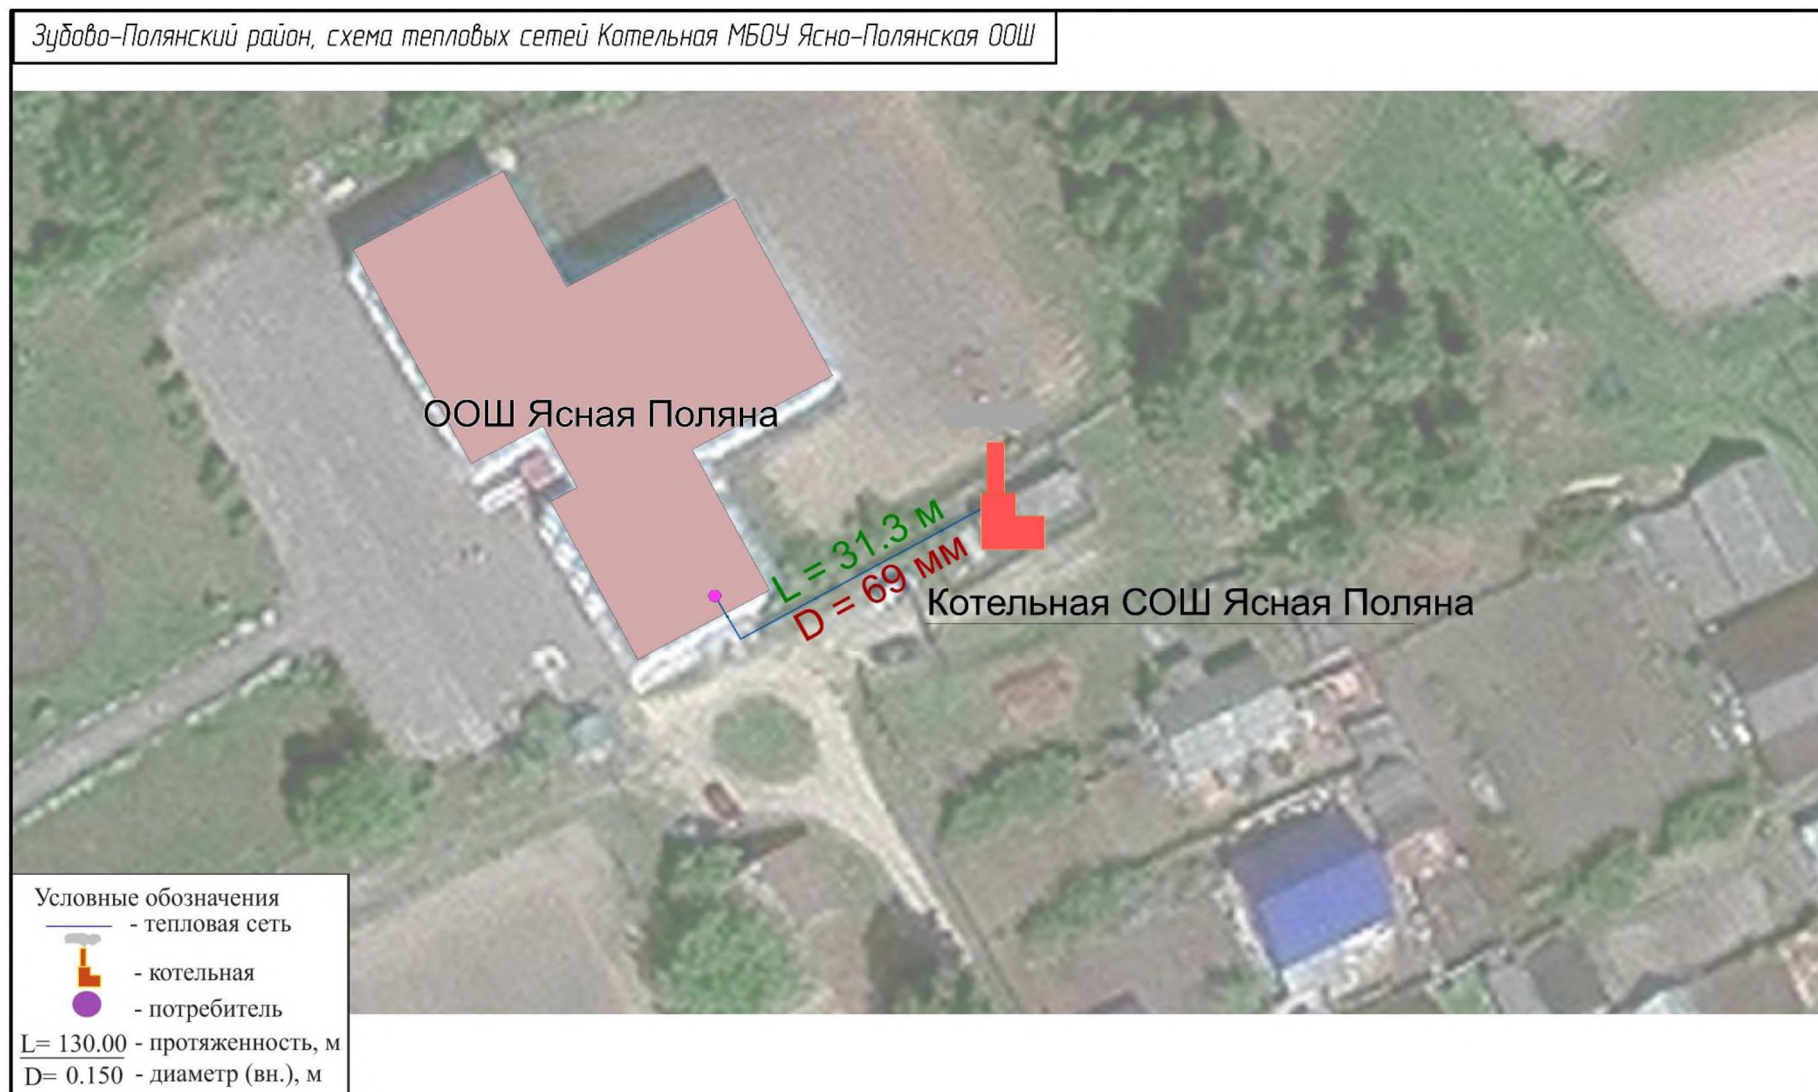 Зубово-Полянский район, схема тепловых сетей Котельная МБОУ Ясно-Полянская ООШ
ООШ Ясная Поляна
L = 31.3 м
D = 69 мм
Котельная СОШ Ясная Поляна
Условные обозначения
- тепловая сеть
- котельная
- потребитель
L= 130.00 - протяженность, м
D= 0.150 - диаметр (вн.), м